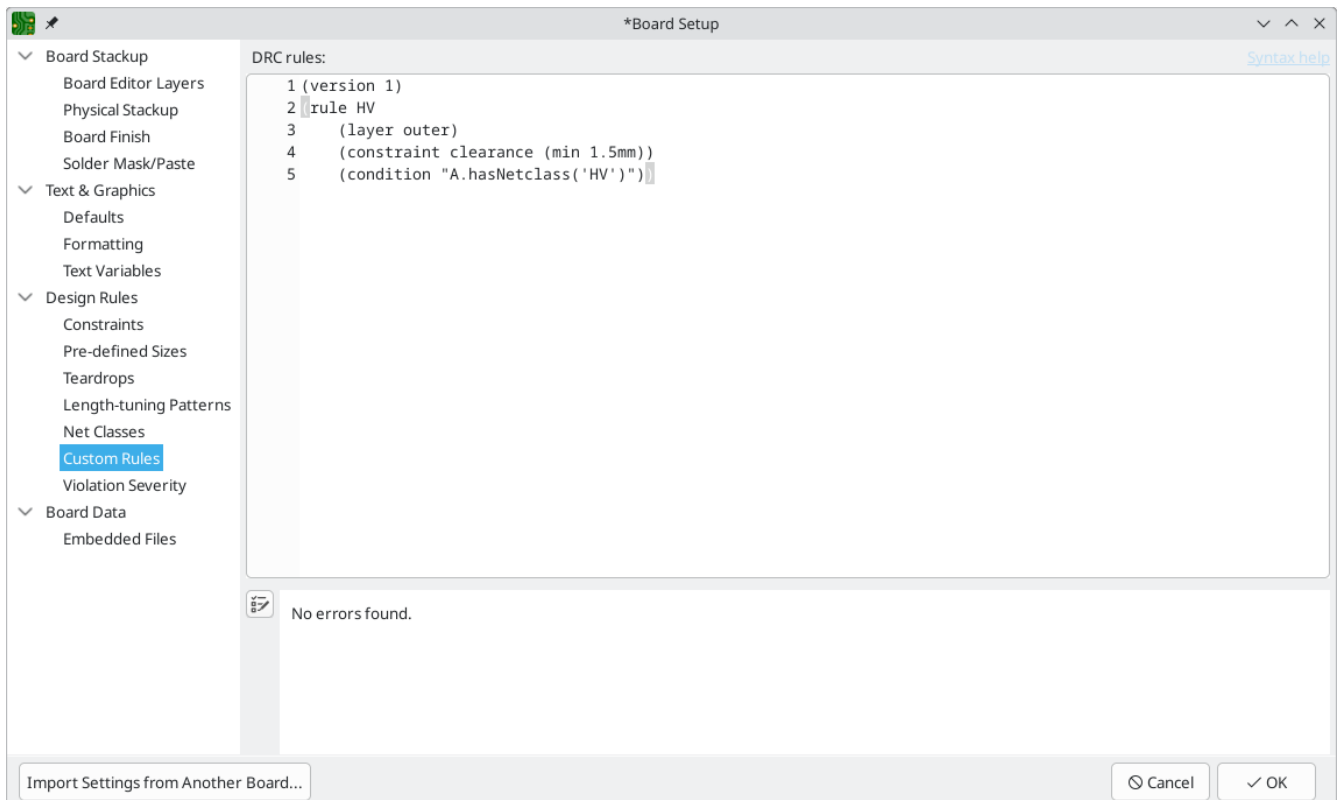 *Board Setup
Board Stackup
Board Editor Layers
Physical Stackup
Board Finish
Solder Mask/Paste
Text & Graphics
Defaults
Formatting
Text Variables
Design Rules
Constraints
Pre-defined Sizes
Teardrops
Length-tuning Patterns
Net Classes
Custom Rules
Violation Severity
Board Data
Embedded Files
DRC rules:
Syntax help
1 (version 1)
2 (rule HV
3     (layer outer)
4     (constraint clearance (min 1.5mm))
5     (condition "A.hasNetclass('HV')"))
No errors found.
Import Settings from Another Board...
Cancel
OK